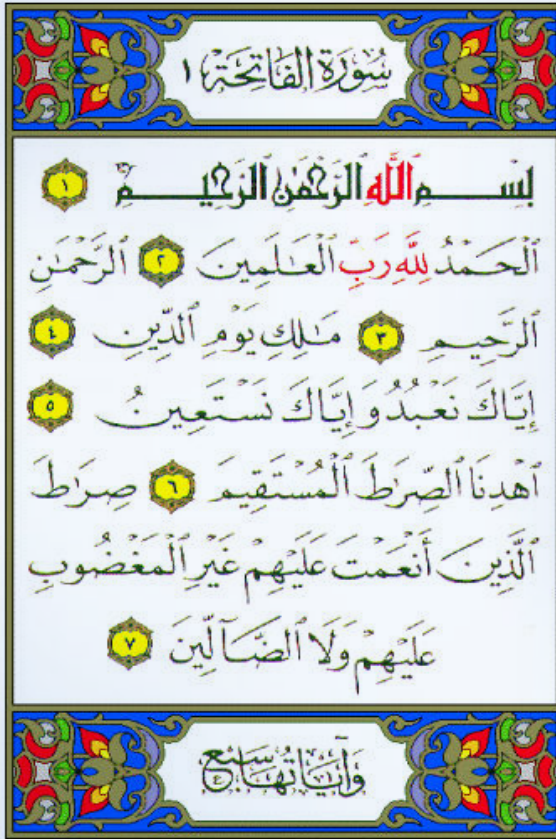 سُورَةُ الفَاتِحَةِ ١
بِسْمِ ٱللَّهِ ٱلرَّحْمَٰنِ ٱلرَّحِيمِ ١
ٱلْحَمْدُ لِلَّهِ رَبِّ ٱلْعَٰلَمِينَ ٢ ٱلرَّحْمَٰنِ
ٱلرَّحِيمِ ٣ مَٰلِكِ يَوْمِ ٱلدِّينِ ٤
إِيَّاكَ نَعْبُدُ وَإِيَّاكَ نَسْتَعِينُ ٥
ٱهْدِنَا ٱلصِّرَٰطَ ٱلْمُسْتَقِيمَ ٦ صِرَٰطَ
ٱلَّذِينَ أَنْعَمْتَ عَلَيْهِمْ غَيْرِ ٱلْمَغْضُوبِ
عَلَيْهِمْ وَلَا ٱلضَّآلِّينَ ٧
وَآيَاتُهَا سَبْعٌ